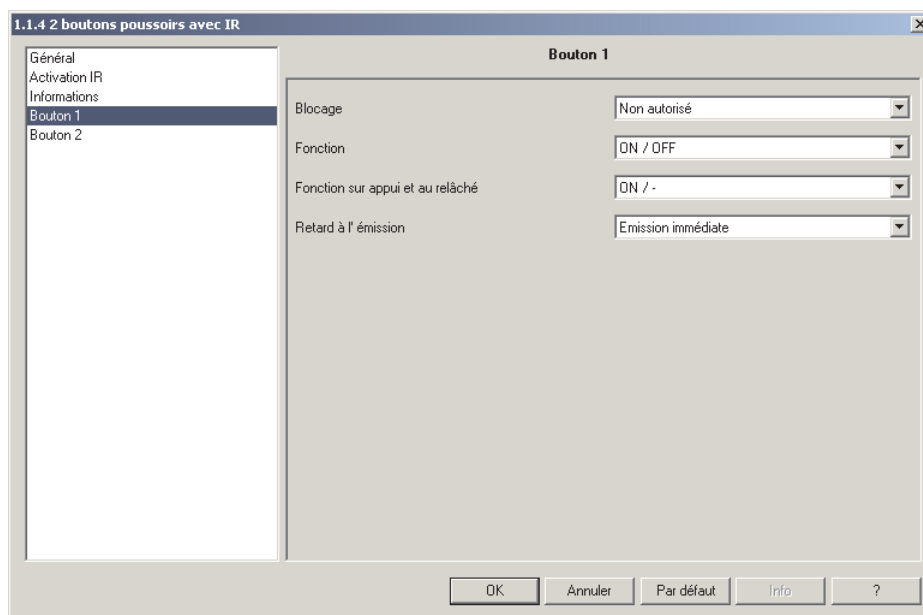 1.1.4 2 boutons poussoirs avec IR
Général
Activation IR
Informations
Bouton 1
Bouton 2
Bouton 1
Blocage
Non autorisé
Fonction
ON / OFF
Fonction sur appui et au relâché
ON / -
Retard à l' émission
Emission immédiate
OK
Annuler
Par défaut
Info
?